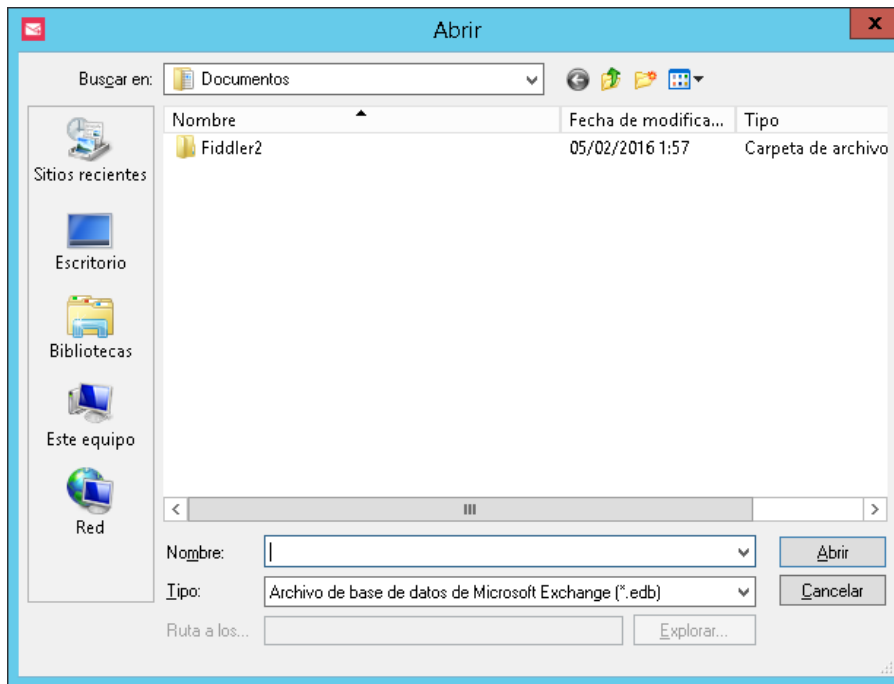 Abrir
Buscar en: Documentos
Nombre Fecha de modifica... Tipo
Fiddler2 05/02/2016 1:57 Carpeta de archivo
Sitios recientes
Escritorio
Bibliotecas
Este equipo
Red
Nombre: Abrir
Tipo: Archivo de base de datos de Microsoft Exchange (*.edb) Cancelar
Ruta a los... Explorar...